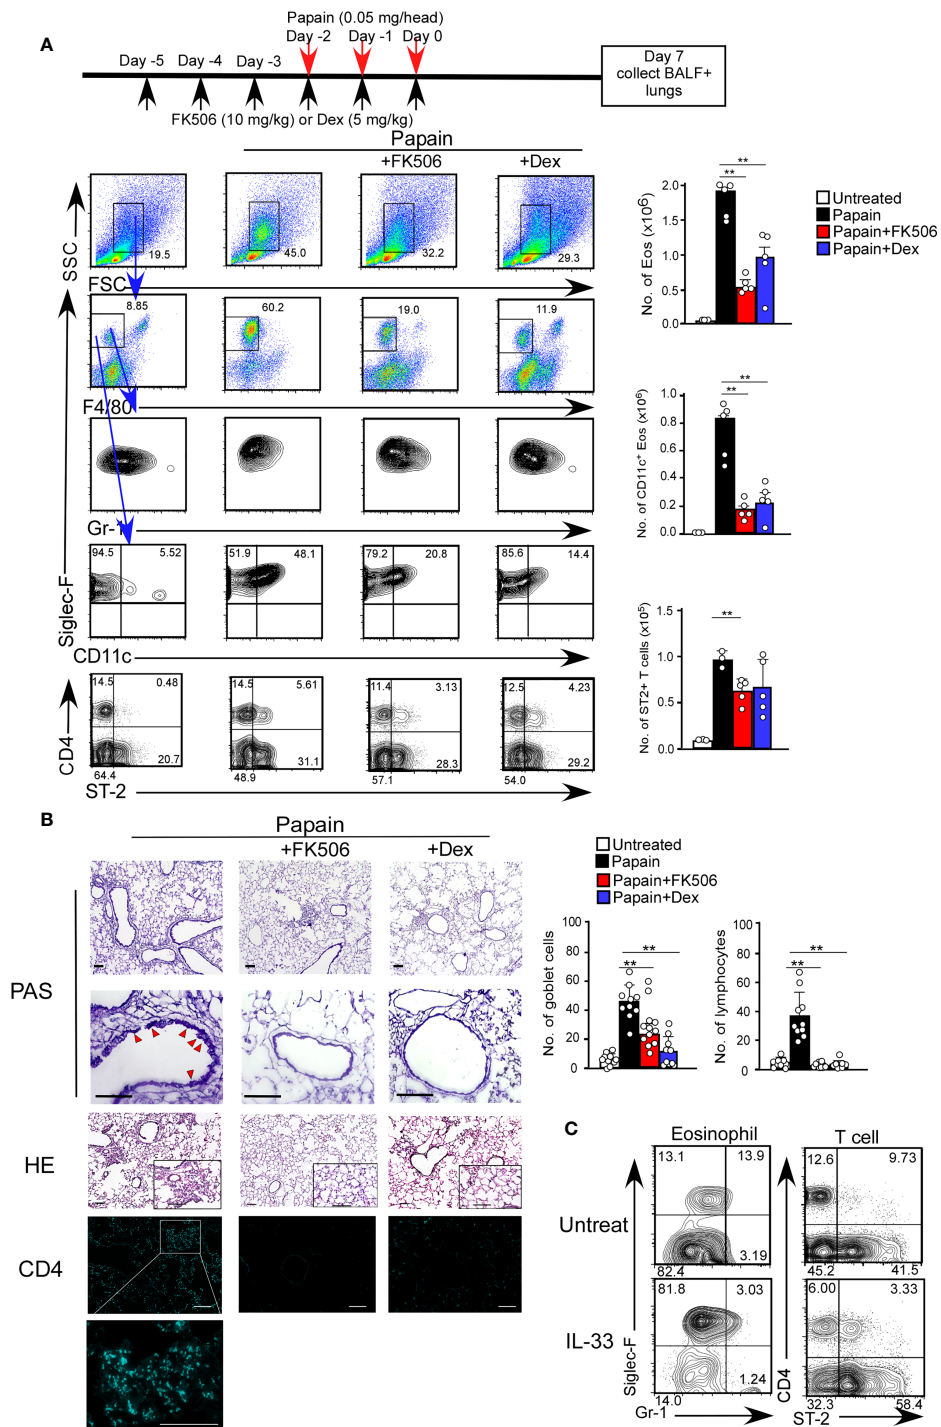 A
Papain (0.05 mg/head)
Day -5 Day -4 Day -3 Day -2 Day -1 Day 0
Day 7
collect BALF+
lungs
FK506 (10 mg/kg) or Dex (5 mg/kg)
Papain
+FK506 +Dex
SSC
19.5 45.0 32.2 29.3
FSC
8.85 60.2 19.0 11.9
F4/80
Gr-1
Siglec-F
94.5 5.52 51.9 48.1 79.2 20.8 85.6 14.4
CD11c
CD4
14.5 0.48 14.5 5.61 11.4 3.13 12.5 4.23
20.7 31.1 28.3 29.2
64.4 48.9 57.1 54.0
ST-2
No. of Eos (x10⁶)
2.0
1.5
1.0
0.5
0.0
** **
Untreated
Papain
Papain+FK506
Papain+Dex
No. of CD11c⁺ Eos (x10⁶)
1.0
0.8
0.6
0.4
0.2
0.0
** **
No. of ST2+ T cells (x10⁵)
1.5
1.0
0.5
0.0
**
B
Papain
+FK506 +Dex
PAS
HE
CD4
Untreated
Papain
Papain+FK506
Papain+Dex
No. of goblet cells
100
80
60
40
20
0
** **
No. of lymphocytes
100
80
60
40
20
0
** **
C
Eosinophil T cell
Untreat
13.1 13.9 12.6 9.73
3.19
82.4 45.2 41.5
IL-33
81.8 3.03 6.00 3.33
1.24
14.0 32.3 58.4
Siglec-F
Gr-1
CD4
ST-2